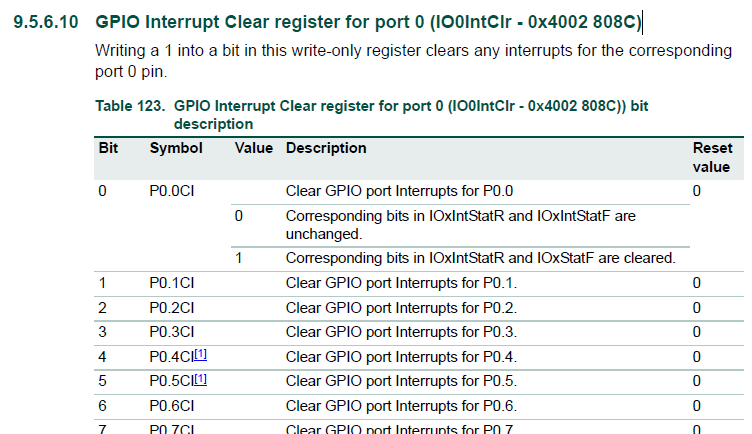 9.5.6.10 GPIO Interrupt Clear register for port 0 (IO0IntClr - 0x4002 808C)
Writing a 1 into a bit in this write-only register clears any interrupts for the corresponding
port 0 pin.
Table 123. GPIO Interrupt Clear register for port 0 (IO0IntClr - 0x4002 808C)) bit
description
Bit Symbol Value Description Reset
value
0 P0.0CI Clear GPIO port Interrupts for P0.0 0
0 Corresponding bits in IOxIntStatR and IOxIntStatF are
unchanged.
1 Corresponding bits in IOxIntStatR and IOxStatF are cleared.
1 P0.1CI Clear GPIO port Interrupts for P0.1. 0
2 P0.2CI Clear GPIO port Interrupts for P0.2. 0
3 P0.3CI Clear GPIO port Interrupts for P0.3. 0
4 P0.4CI[1] Clear GPIO port Interrupts for P0.4. 0
5 P0.5CI[1] Clear GPIO port Interrupts for P0.5. 0
6 P0.6CI Clear GPIO port Interrupts for P0.6. 0
7 P0.7CI Clear GPIO port Interrupts for P0.7 0